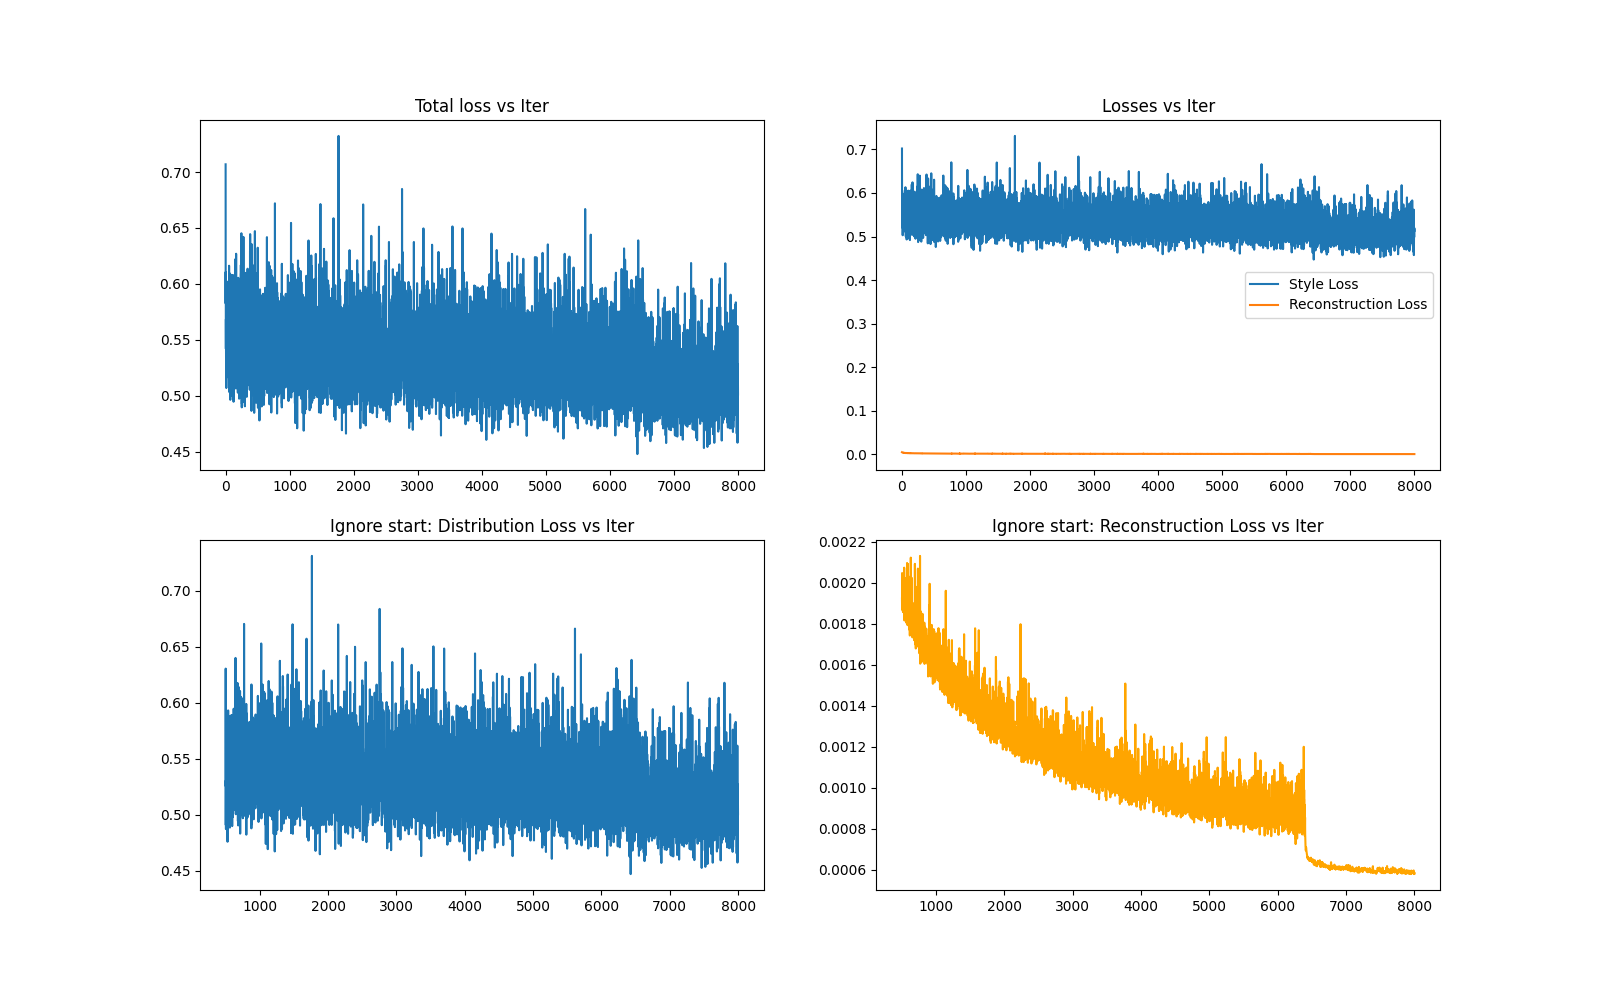 Total loss vs Iter
0.70
0.65
0.60
0.55
0.50
0.45
0 1000 2000 3000 4000 5000 6000 7000 8000
Losses vs Iter
0.7
0.6
0.5
0.4
0.3
0.2
0.1
0.0
Style Loss
Reconstruction Loss
0 1000 2000 3000 4000 5000 6000 7000 8000
Ignore start: Distribution Loss vs Iter
0.70
0.65
0.60
0.55
0.50
0.45
1000 2000 3000 4000 5000 6000 7000 8000
Ignore start: Reconstruction Loss vs Iter
0.0022
0.0020
0.0018
0.0016
0.0014
0.0012
0.0010
0.0008
0.0006
1000 2000 3000 4000 5000 6000 7000 8000